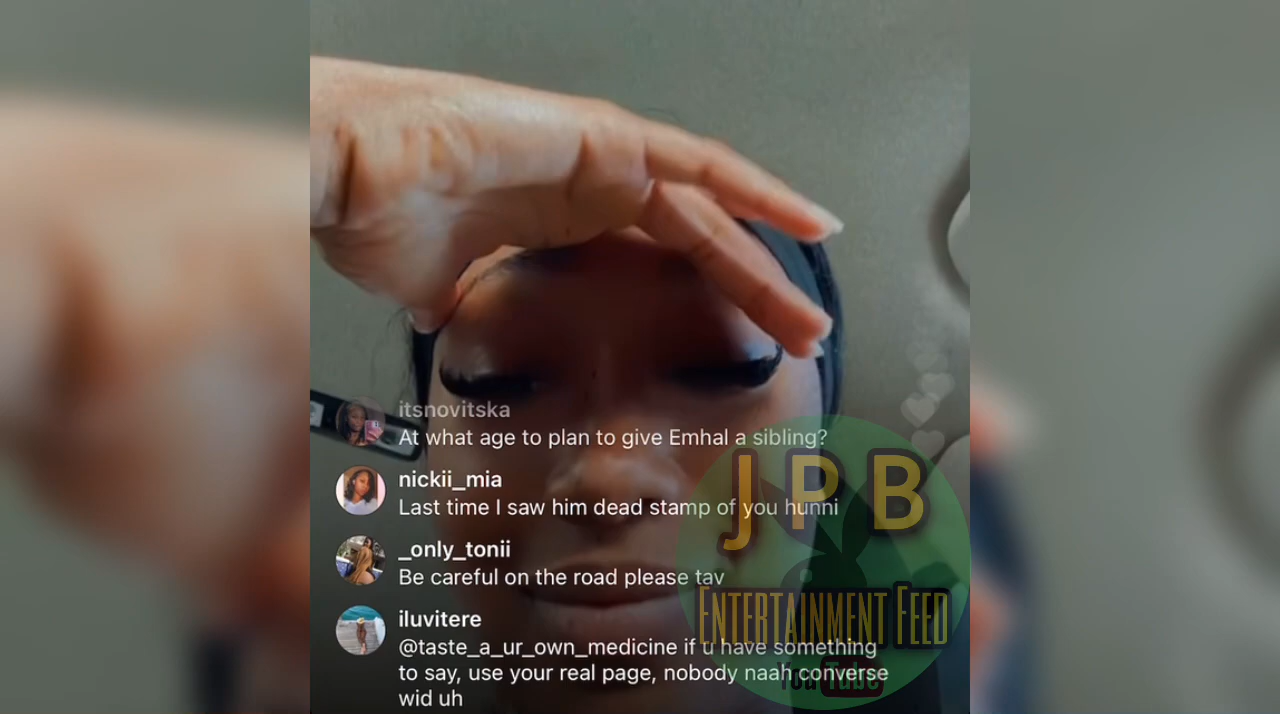 itsnovitska
At what age to plan to give Emhal a sibling?
nickii_mia
Last time I saw him dead stamp of you hunni
_only_tonii
Be careful on the road please tav
iluvitere
@taste_a_ur_own_medicine if u have something
to say, use your real page, nobody naah converse
wid uh
JPB
ENTERTAINMENT FEED
YouTube